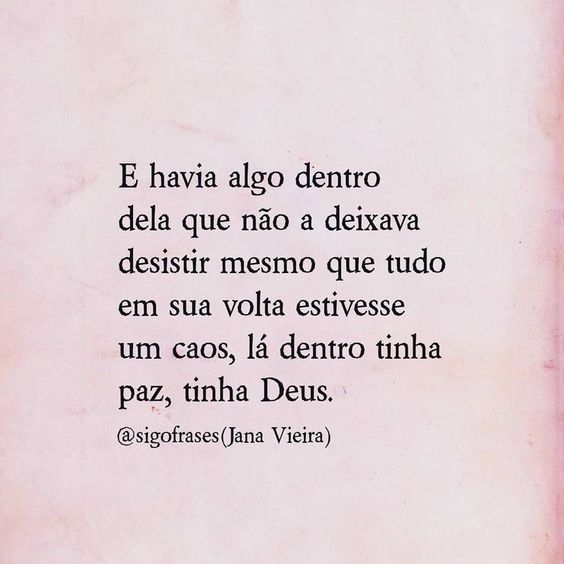 E havia algo dentro
dela que não a deixava
desistir mesmo que tudo
em sua volta estivesse
um caos, lá dentro tinha
paz, tinha Deus.
@sigofrases(Jana Vieira)